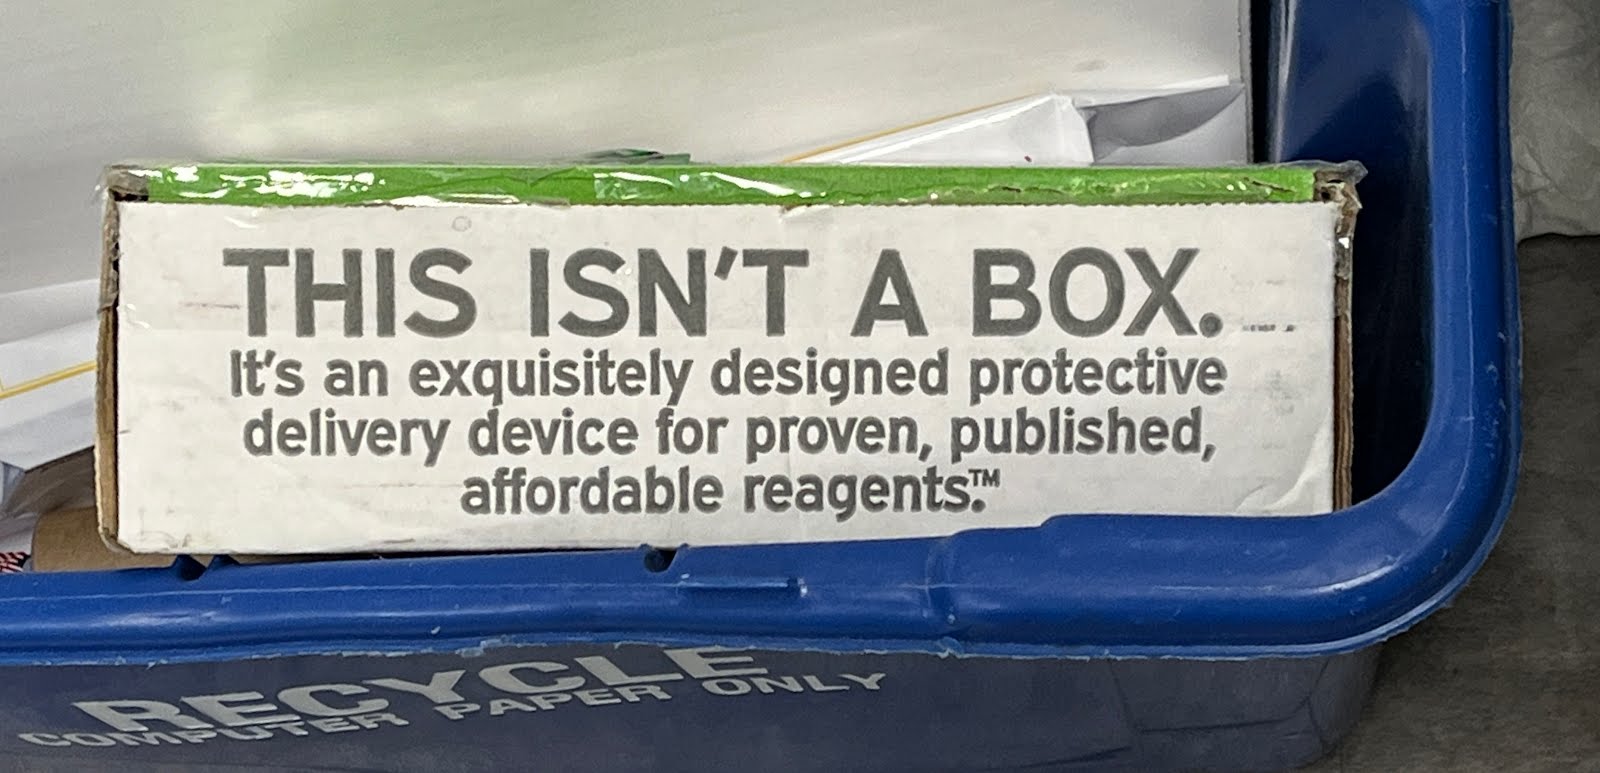 THIS ISN'T A BOX.
It's an exquisitely designed protective
delivery device for proven, published,
affordable reagents.™
RECYCLE
COMPUTER PAPER ONLY